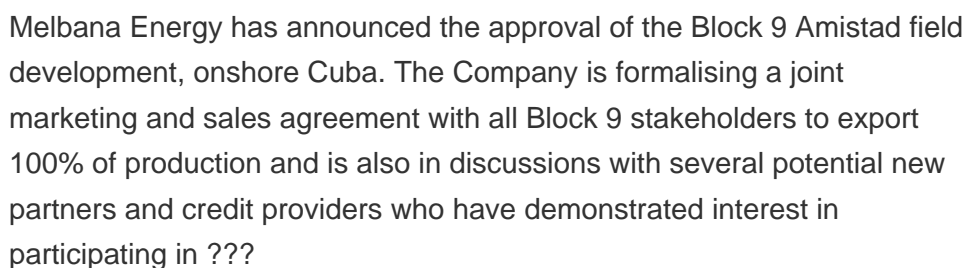 Melbana Energy has announced the approval of the Block 9 Amistad field
development, onshore Cuba. The Company is formalising a joint
marketing and sales agreement with all Block 9 stakeholders to export
100% of production and is also in discussions with several potential new
partners and credit providers who have demonstrated interest in
participating in ???